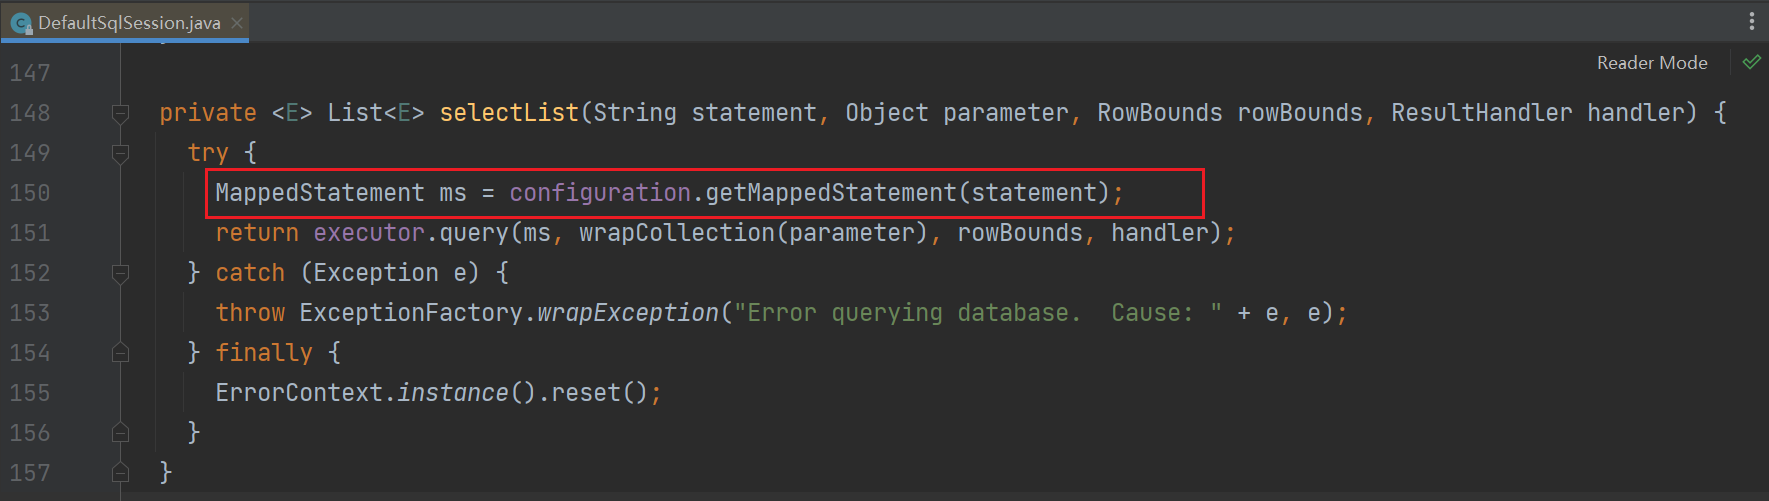 DefaultSqlSession.java
Reader Mode
147
148 private <E> List<E> selectList(String statement, Object parameter, RowBounds rowBounds, ResultHandler handler) {
149 try {
150 MappedStatement ms = configuration.getMappedStatement(statement);
151 return executor.query(ms, wrapCollection(parameter), rowBounds, handler);
152 } catch (Exception e) {
153 throw ExceptionFactory.wrapException("Error querying database.  Cause: " + e, e);
154 } finally {
155 ErrorContext.instance().reset();
156 }
157 }